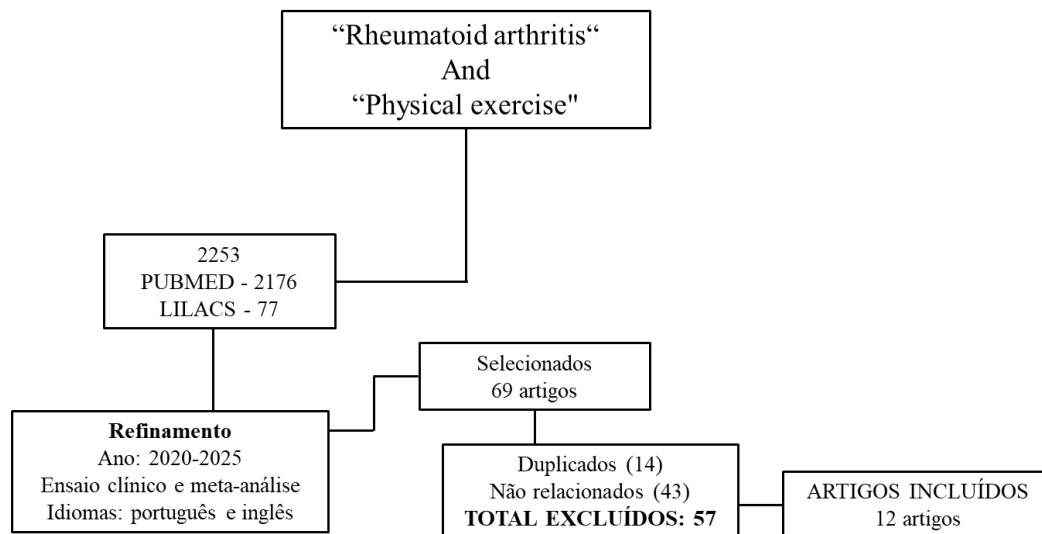 “Rheumatoid arthritis“
And
“Physical exercise"
2253
PUBMED - 2176
LILACS - 77
Selecionados
69 artigos
Refinamento
Ano: 2020-2025
Ensaio clínico e meta-análise
Idiomas: português e inglês
Duplicados (14)
Não relacionados (43)
TOTAL EXCLUÍDOS: 57
ARTIGOS INCLUÍDOS
12 artigos